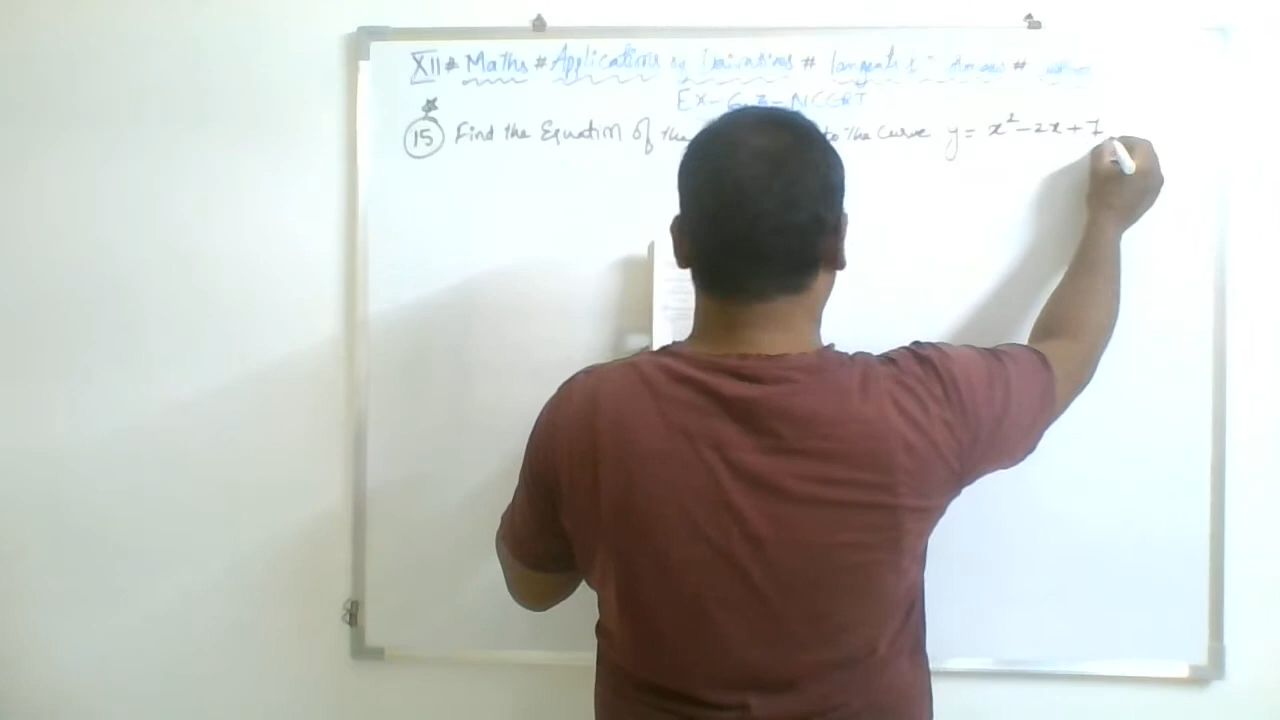 XII # Maths # Applications of Derivatives # Tangents &
Ex-6.3-NCERT
15 Find the Equation of the to the Curve y = x² - 2x + 7